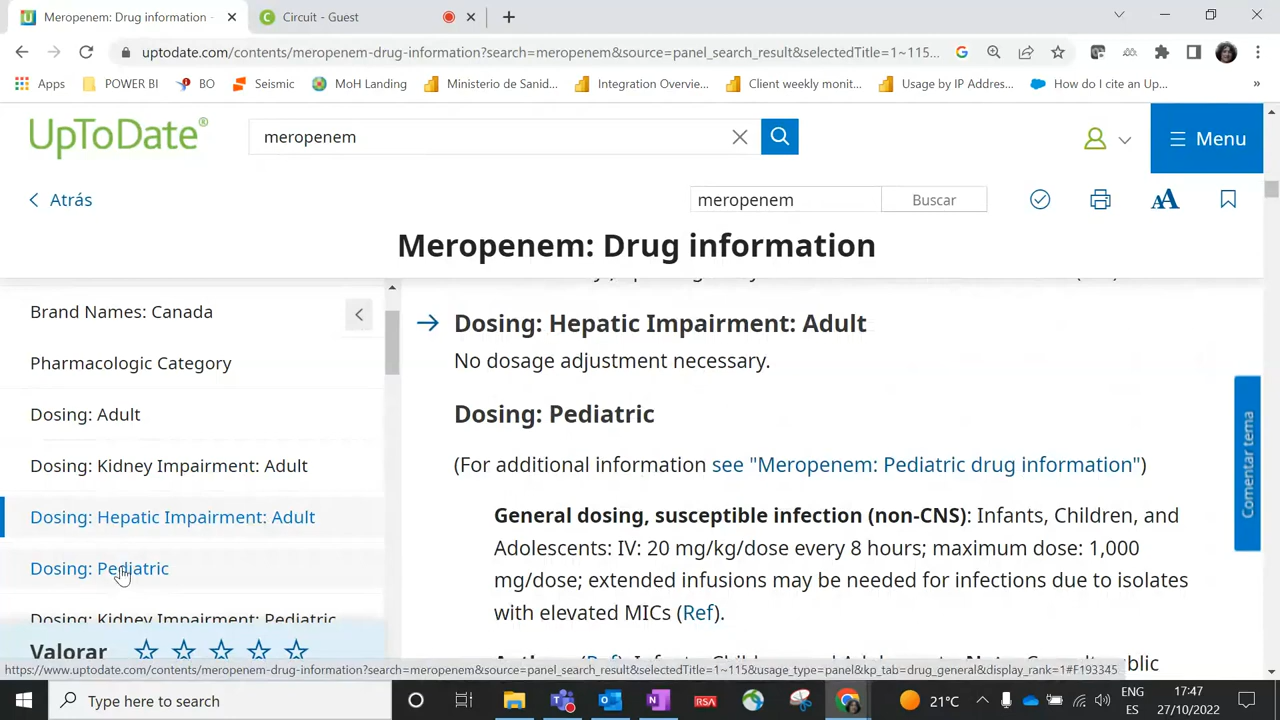 Meropenem: Drug information
Circuit - Guest
uptodate.com/contents/meropenem-drug-information?search=meropenem&source=panel_search_result&selectedTitle=1~115...
Apps
POWER BI
BO
Seismic
MoH Landing
Ministerio de Sanid...
Integration Overvie...
Client weekly monit...
Usage by IP Addres...
How do I cite an Up...
»
UpToDate®
meropenem
Menu
Atrás
meropenem
Buscar
AA
Meropenem: Drug information
Brand Names: Canada
Pharmacologic Category
Dosing: Adult
Dosing: Kidney Impairment: Adult
Dosing: Hepatic Impairment: Adult
Dosing: Pediatric
Dosing: Kidney Impairment: Pediatric
Valorar
Dosing: Hepatic Impairment: Adult
No dosage adjustment necessary.
Dosing: Pediatric
(For additional information see "Meropenem: Pediatric drug information")
General dosing, susceptible infection (non-CNS): Infants, Children, and
Adolescents: IV: 20 mg/kg/dose every 8 hours; maximum dose: 1,000
mg/dose; extended infusions may be needed for infections due to isolates
with elevated MICs (Ref).
Comentar tema
https://www.uptodate.com/contents/meropenem-drug-information?search=meropenem&source=panel_search_result&selectedTitle=1~115&usage_type=panel&kp_tab=drug_general&display_rank=1#F193345
Type here to search
RSA
21°C
ENG
ES
17:47
27/10/2022